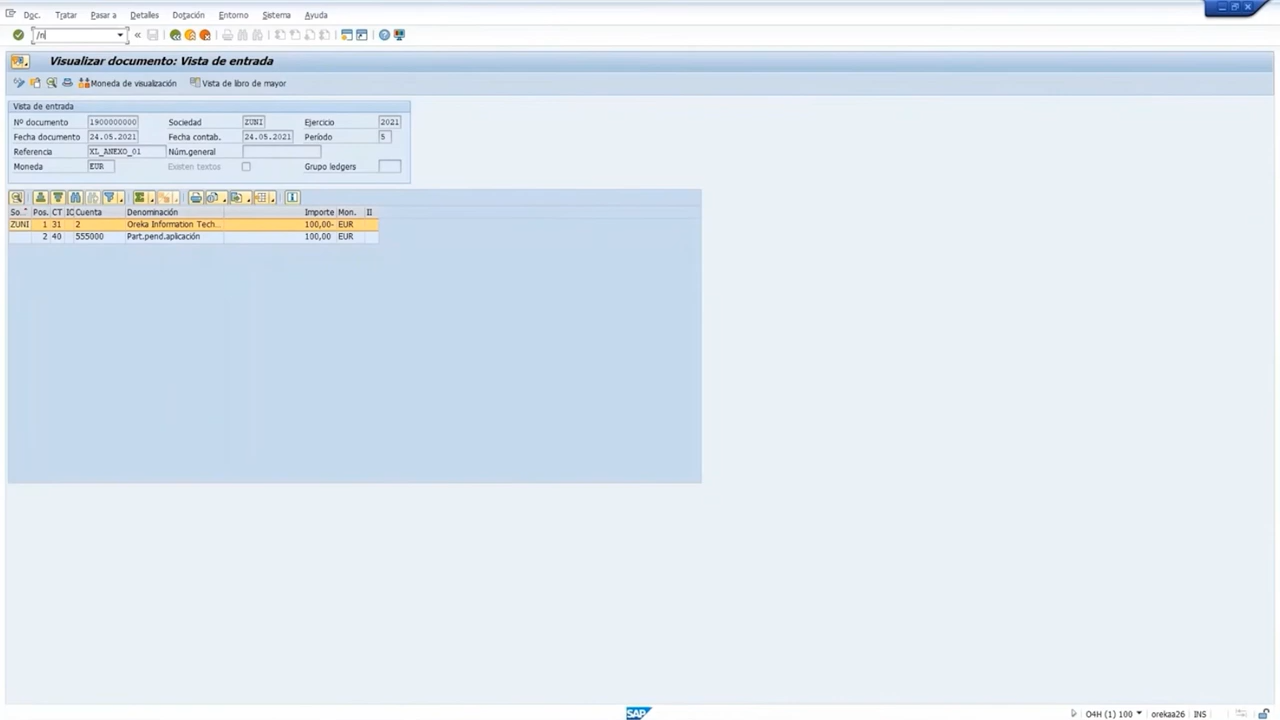 Doc. Tratar Pasar a Detalles Dotación Entorno Sistema Ayuda
/n
Visualizar documento: Vista de entrada
Moneda de visualización Vista de libro de mayor
Vista de entrada
Nº documento 1900000000 Sociedad ZUNI Ejercicio 2021
Fecha documento 24.05.2021 Fecha contab. 24.05.2021 Período 5
Referencia XL_ANEXO_01 Núm.general
Moneda EUR Existen textos Grupo ledgers
So.. Pos. CT IC Cuenta Denominación Importe Mon. II
ZUNI 1 31 2 Oreka Information Tech.. 100,00- EUR
2 40 555000 Part.pend.aplicación 100,00 EUR
SAP O4H (1) 100 orekaa26 INS